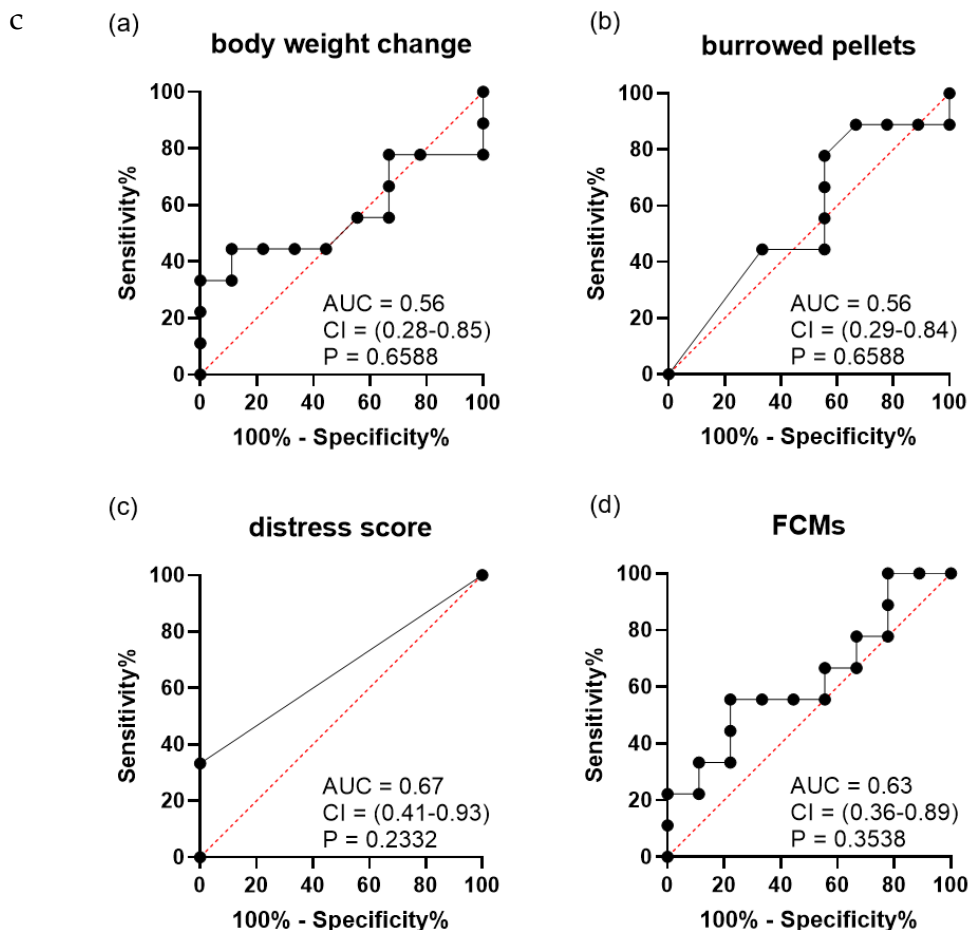 c
(a)
body weight change
100
80
60
40
20
0
Sensitivity%
AUC = 0.56
CI = (0.28-0.85)
P = 0.6588
0 20 40 60 80 100
100% - Specificity%
(b)
burrowed pellets
100
80
60
40
20
0
Sensitivity%
AUC = 0.56
CI = (0.29-0.84)
P = 0.6588
0 20 40 60 80 100
100% - Specificity%
(c)
distress score
100
80
60
40
20
0
Sensitivity%
AUC = 0.67
CI = (0.41-0.93)
P = 0.2332
0 20 40 60 80 100
100% - Specificity%
(d)
FCMs
100
80
60
40
20
0
Sensitivity%
AUC = 0.63
CI = (0.36-0.89)
P = 0.3538
0 20 40 60 80 100
100% - Specificity%